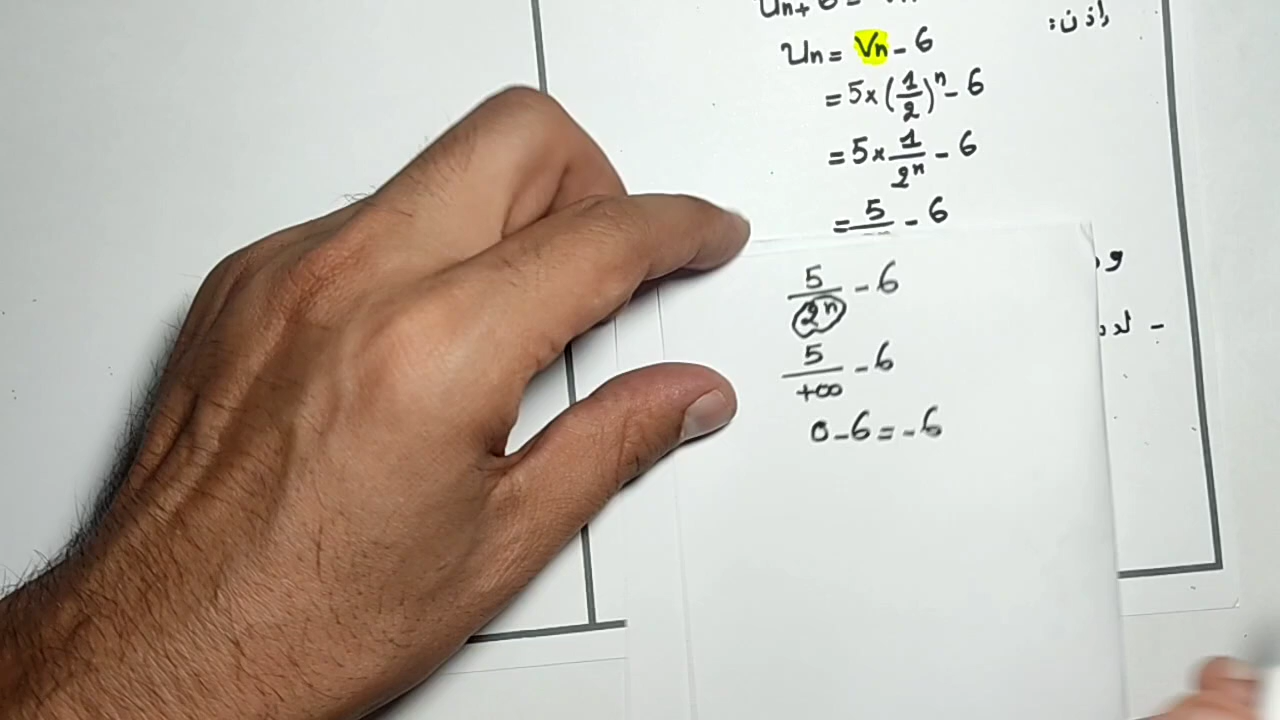 Un = Vn - 6
إذن:
= 5 × (1/2)^n - 6
= 5 × 1/2^n - 6
= 5/ - 6
5/2^n - 6
5/+∞ - 6
0 - 6 = - 6